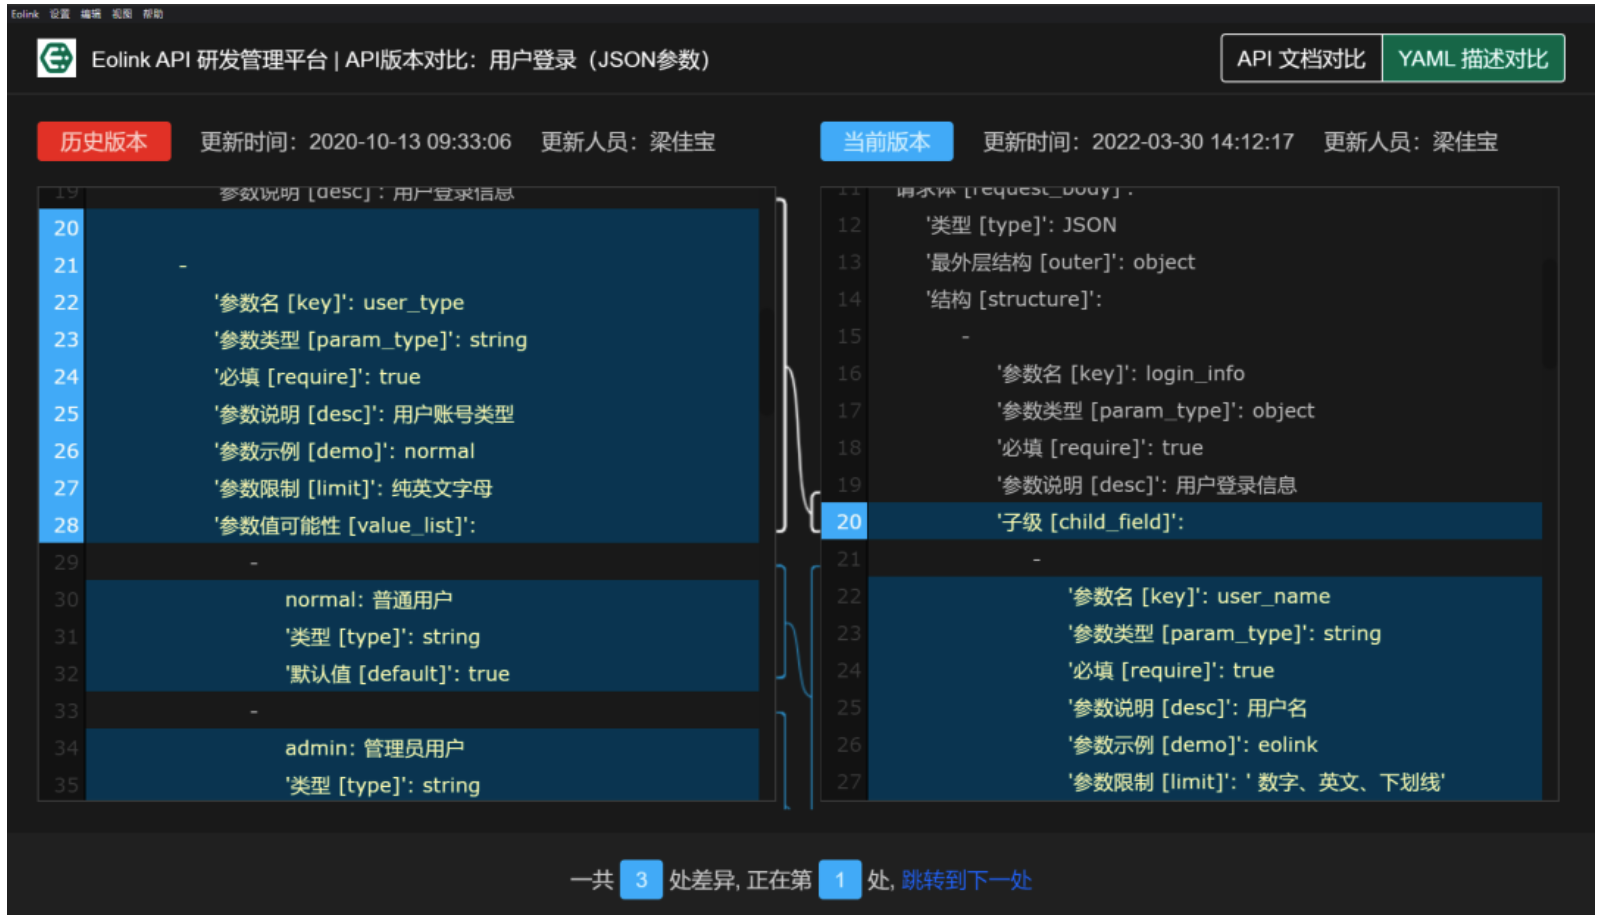 Eolink 设置 编辑 视图 帮助
Eolink API 研发管理平台 | API版本对比：用户登录（JSON参数）
API 文档对比 YAML 描述对比
历史版本 更新时间：2020-10-13 09:33:06 更新人员：梁佳宝
19 参数说明 [desc]': 用户登录信息
20
21 -
22 '参数名 [key]': user_type
23 '参数类型 [param_type]': string
24 '必填 [require]': true
25 '参数说明 [desc]': 用户账号类型
26 '参数示例 [demo]': normal
27 '参数限制 [limit]': 纯英文字母
28 '参数值可能性 [value_list]':
29 -
30 normal: 普通用户
31 '类型 [type]': string
32 '默认值 [default]': true
33 -
34 admin: 管理员用户
35 '类型 [type]': string
当前版本 更新时间：2022-03-30 14:12:17 更新人员：梁佳宝
11 请求体 [request_body]':
12 '类型 [type]': JSON
13 '最外层结构 [outer]': object
14 '结构 [structure]':
15 -
16 '参数名 [key]': login_info
17 '参数类型 [param_type]': object
18 '必填 [require]': true
19 '参数说明 [desc]': 用户登录信息
20 '子级 [child_field]':
21 -
22 '参数名 [key]': user_name
23 '参数类型 [param_type]': string
24 '必填 [require]': true
25 '参数说明 [desc]': 用户名
26 '参数示例 [demo]': eolink
27 '参数限制 [limit]': ' 数字、英文、下划线'
一共 3 处差异, 正在第 1 处, 跳转到下一处